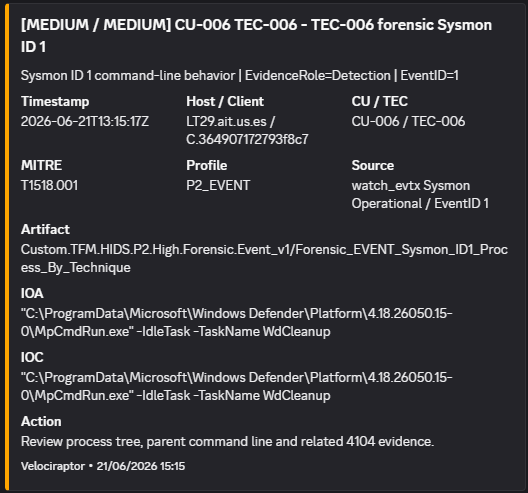 [MEDIUM / MEDIUM] CU-006 TEC-006 - TEC-006 forensic Sysmon
ID 1
Sysmon ID 1 command-line behavior | EvidenceRole=Detection | EventID=1
Timestamp Host / Client CU / TEC
2026-06-21T13:15:17Z LT29.ait.us.es / CU-006 / TEC-006
C.364907172793f8c7
MITRE Profile Source
T1518.001 P2_EVENT watch_evtx Sysmon
Operational / EventID 1
Artifact
Custom.TFM.HIDS.P2.High.Forensic.Event_v1/Forensic_EVENT_Sysmon_ID1_Proc
ess_By_Technique
IOA
"C:\ProgramData\Microsoft\Windows Defender\Platform\4.18.26050.15-
0\MpCmdRun.exe" -IdleTask -TaskName WdCleanup
IOC
"C:\ProgramData\Microsoft\Windows Defender\Platform\4.18.26050.15-
0\MpCmdRun.exe" -IdleTask -TaskName WdCleanup
Action
Review process tree, parent command line and related 4104 evidence.
Velociraptor • 21/06/2026 15:15